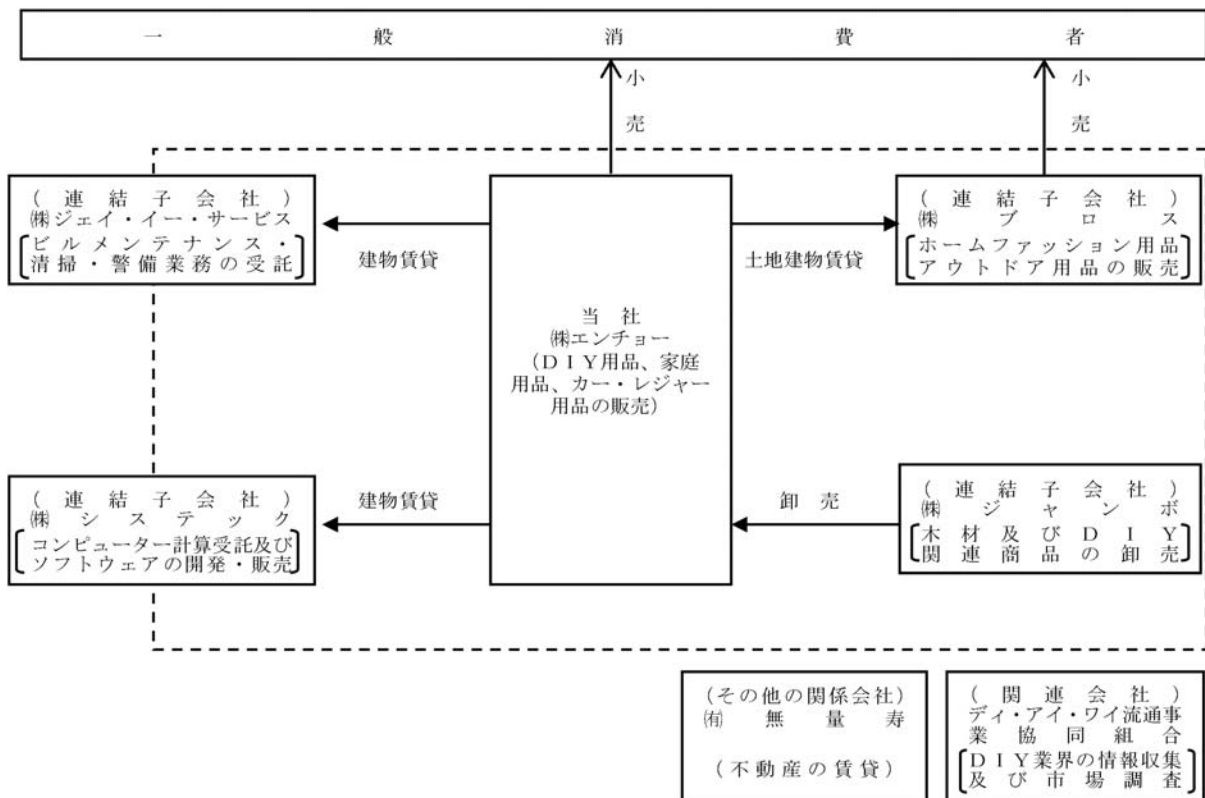 一般消費者
小売
小売
(連結子会社)
㈱ジェイ・イー・サービス
ビルメンテナンス・
清掃・警備業務の受託
建物賃貸
当社
㈱エンチョー
(DIY用品、家庭
用品、カー・レジャー
用品の販売)
土地建物賃貸
(連結子会社)
㈱ブロス
ホームファッション用品
アウトドア用品の販売
(連結子会社)
㈱システック
コンピューター計算受託及び
ソフトウェアの開発・販売
建物賃貸
卸売
(連結子会社)
㈱ジャンボ
木材及びDIY
関連商品の卸売
(その他の関係会社)
㈲無量寿
(不動産の賃貸)
(関連会社)
ディ・アイ・ワイ流通事
業協同組合
DIY業界の情報収集
及び市場調査